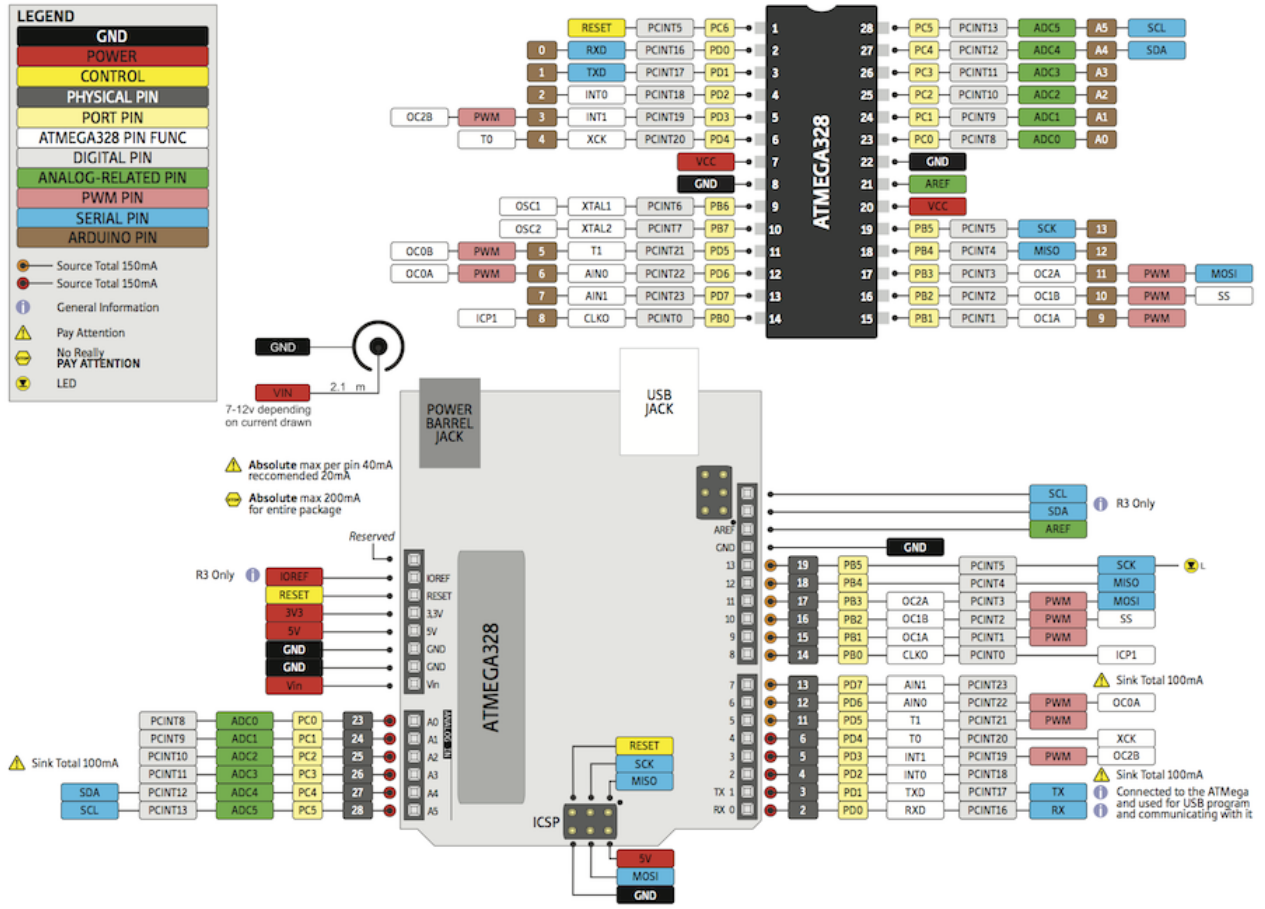 LEGEND
GND
POWER
CONTROL
PHYSICAL PIN
PORT PIN
ATMEGA328 PIN FUNC
DIGITAL PIN
ANALOG-RELATED PIN
PWM PIN
SERIAL PIN
ARDUINO PIN
Source Total 150mA
Source Total 150mA
General Information
Pay Attention
No Really
PAY ATTENTION
LED
RESET PCINT5 PC6 1
0 RXD PCINT16 PD0 2
1 TXD PCINT17 PD1 3
2 INT0 PCINT18 PD2 4
OC2B PWM 3 INT1 PCINT19 PD3 5
T0 4 XCK PCINT20 PD4 6
VCC 7
GND 8
OSC1 XTAL1 PCINT6 PB6 9
OSC2 XTAL2 PCINT7 PB7 10
OC0B PWM 5 T1 PCINT21 PD5 11
OC0A PWM 6 AIN0 PCINT22 PD6 12
7 AIN1 PCINT23 PD7 13
ICP1 8 CLKO PCINT0 PB0 14
ATMEGA328
28 PC5 PCINT13 ADC5 A5 SCL
27 PC4 PCINT12 ADC4 A4 SDA
26 PC3 PCINT11 ADC3 A3
25 PC2 PCINT10 ADC2 A2
24 PC1 PCINT9 ADC1 A1
23 PC0 PCINT8 ADC0 A0
22 GND
21 AREF
20 VCC
19 PB5 PCINT5 SCK 13
18 PB4 PCINT4 MISO 12
17 PB3 PCINT3 OC2A 11 PWM MOSI
16 PB2 PCINT2 OC1B 10 PWM SS
15 PB1 PCINT1 OC1A 9 PWM
GND
VIN
2.1 m
7-12v depending
on current drawn
POWER
BARREL
JACK
USB
JACK
Absolute max per pin 40mA
reccomended 20mA
Absolute max 200mA
for entire package
Reserved
R3 Only IOREF IOREF
RESET RESET
3V3 3,3V
5V 5V
GND GND
GND GND
Vin Vin
PCINT8 ADC0 PC0 23 A0
PCINT9 ADC1 PC1 24 A1
PCINT10 ADC2 PC2 25 A2
PCINT11 ADC3 PC3 26 A3
SDA PCINT12 ADC4 PC4 27 A4
SCL PCINT13 ADC5 PC5 28 A5
Sink Total 100mA
ANALOG IN
ATMEGA328
RESET
SCK
MISO
ICSP
5V
MOSI
GND
SCL
SDA
R3 Only
AREF AREF
GND GND
13 19 PB5 PCINT5 SCK L
12 18 PB4 PCINT4 MISO
11 17 PB3 OC2A PCINT3 PWM MOSI
10 16 PB2 OC1B PCINT2 PWM SS
9 15 PB1 OC1A PCINT1 PWM
8 14 PB0 CLKO PCINT0 ICP1
Sink Total 100mA
7 13 PD7 AIN1 PCINT23
6 12 PD6 AIN0 PCINT22 PWM OC0A
5 11 PD5 T1 PCINT21 PWM
4 6 PD4 T0 PCINT20 XCK
3 5 PD3 INT1 PCINT19 PWM OC2B
2 4 PD2 INT0 PCINT18
Sink Total 100mA
TX 1 3 PD1 TXD PCINT17 TX
RX 0 2 PD0 RXD PCINT16 RX
Connected to the ATMega
and used for USB program
and communicating with it